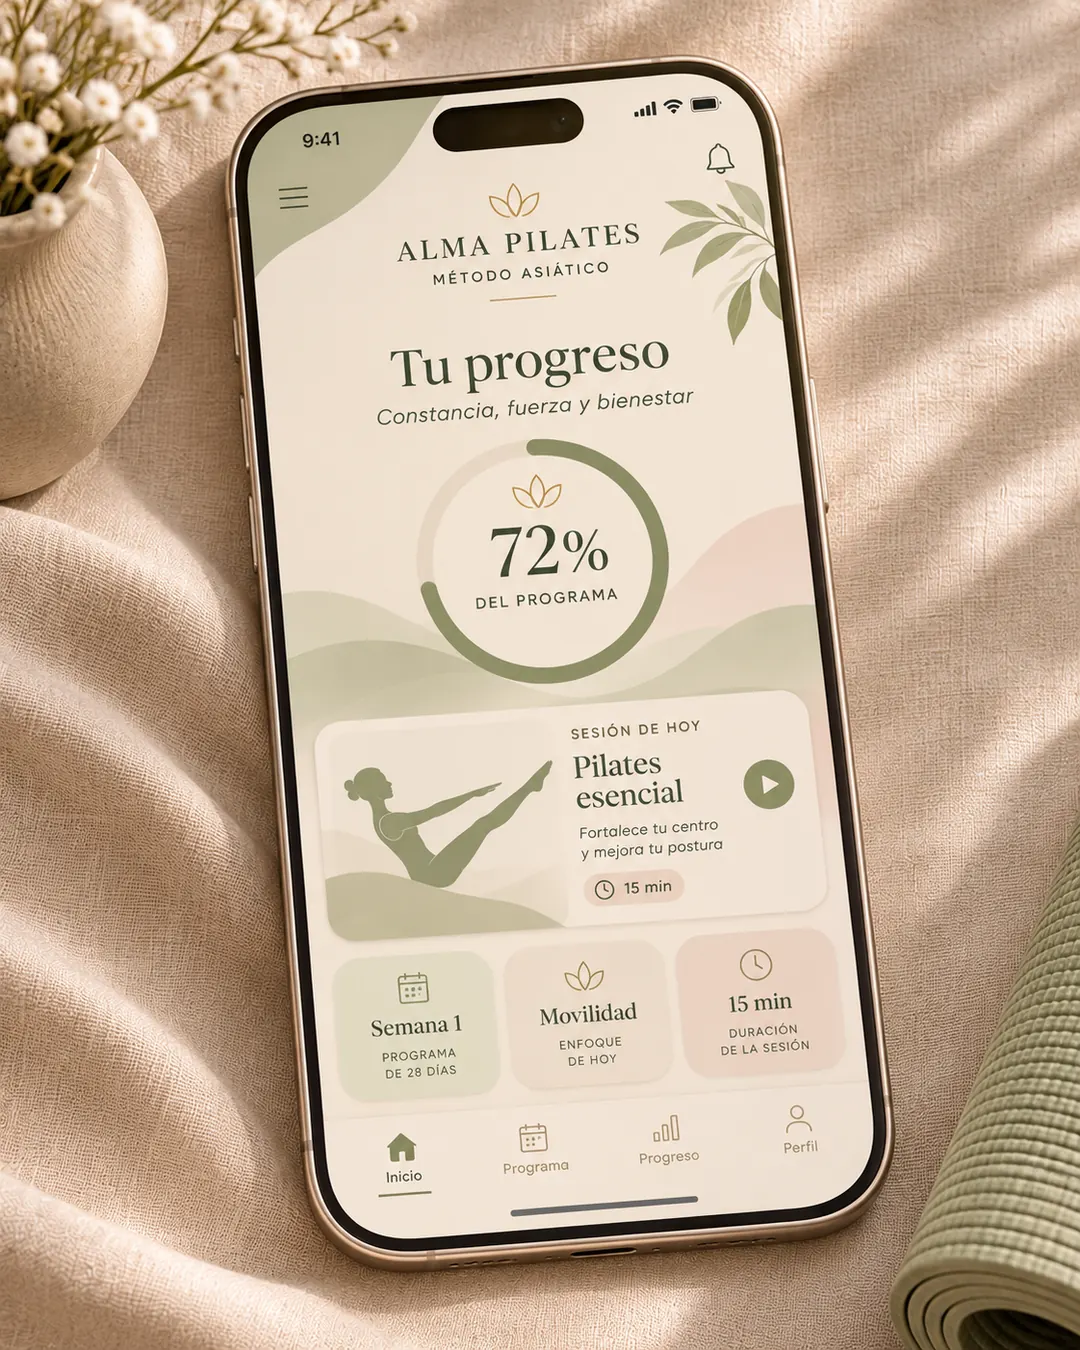 9:41
ALMA PILATES
MÉTODO ASIÁTICO
Tu progreso
Constancia, fuerza y bienestar
72%
DEL PROGRAMA
SESIÓN DE HOY
Pilates
esencial
Fortalece tu centro
y mejora tu postura
15 min
Semana 1
PROGRAMA
DE 28 DÍAS
Movilidad
ENFOQUE
DE HOY
15 min
DURACIÓN
DE LA SESIÓN
Inicio
Programa
Progreso
Perfil